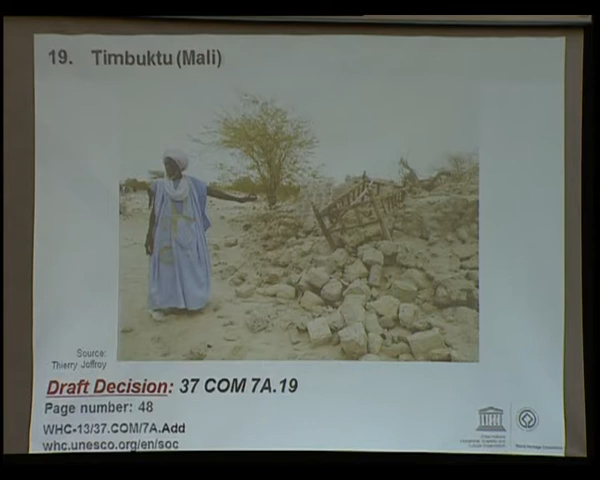 19. Timbuktu (Mali)
Source:
Thierry Joffroy
Draft Decision: 37 COM 7A.19
Page number: 48
WHC-13/37.COM/7A.Add
whc.unesco.org/en/soc